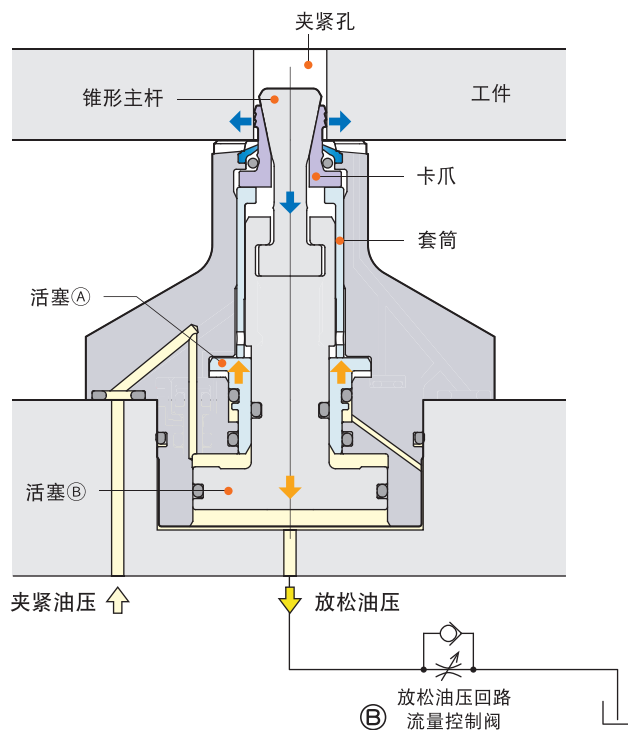 夹紧孔
锥形主杆
工件
卡爪
套筒
活塞Ⓐ
活塞Ⓑ
夹紧油压
放松油压
放松油压回路
Ⓑ 流量控制阀